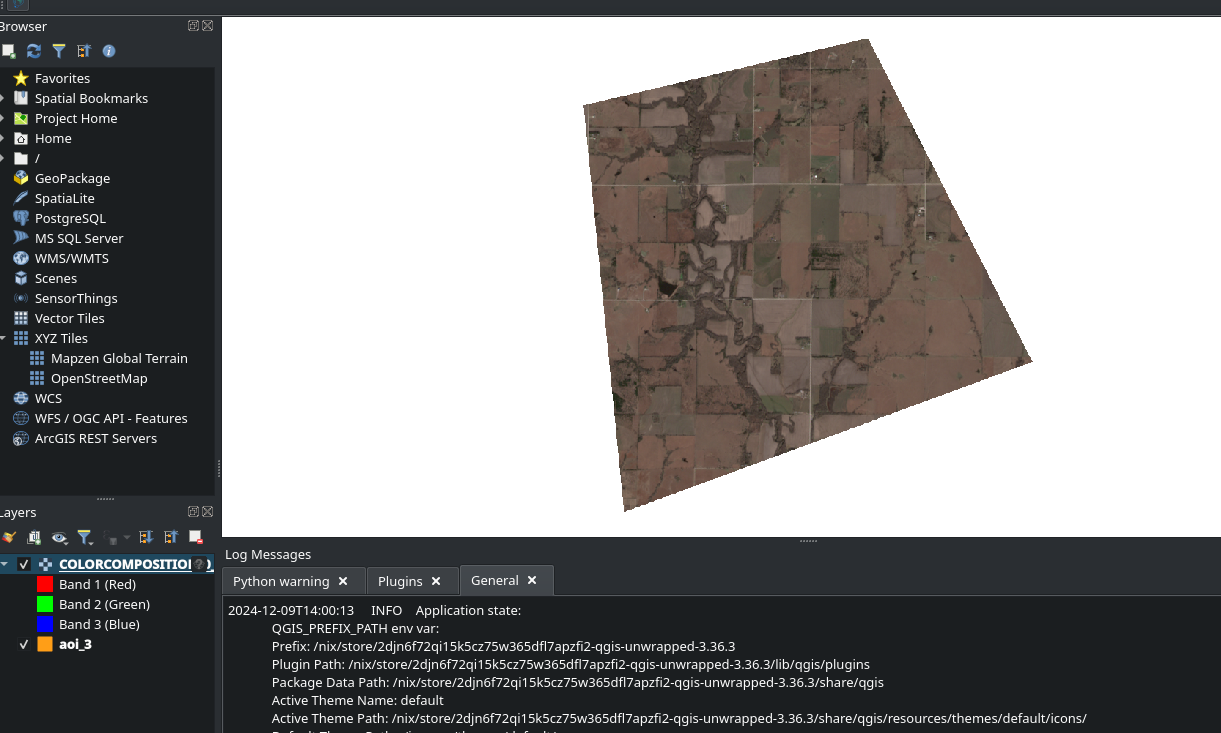 Browser
Favorites
Spatial Bookmarks
Project Home
Home
/
GeoPackage
SpatiaLite
PostgreSQL
MS SQL Server
WMS/WMTS
Scenes
SensorThings
Vector Tiles
XYZ Tiles
Mapzen Global Terrain
OpenStreetMap
WCS
WFS / OGC API - Features
ArcGIS REST Servers
Layers
Band 1 (Red)
Band 2 (Green)
Band 3 (Blue)
aoi_3
Log Messages
Python warning
Plugins
General
2024-12-09T14:00:13 INFO Application state:
QGIS_PREFIX_PATH env var:
Prefix: /nix/store/2djn6f72qi15k5cz75w365dfl7apzfi2-qgis-unwrapped-3.36.3
Plugin Path: /nix/store/2djn6f72qi15k5cz75w365dfl7apzfi2-qgis-unwrapped-3.36.3/lib/qgis/plugins
Package Data Path: /nix/store/2djn6f72qi15k5cz75w365dfl7apzfi2-qgis-unwrapped-3.36.3/share/qgis
Active Theme Name: default
Active Theme Path: /nix/store/2djn6f72qi15k5cz75w365dfl7apzfi2-qgis-unwrapped-3.36.3/share/qgis/resources/themes/default/icons/